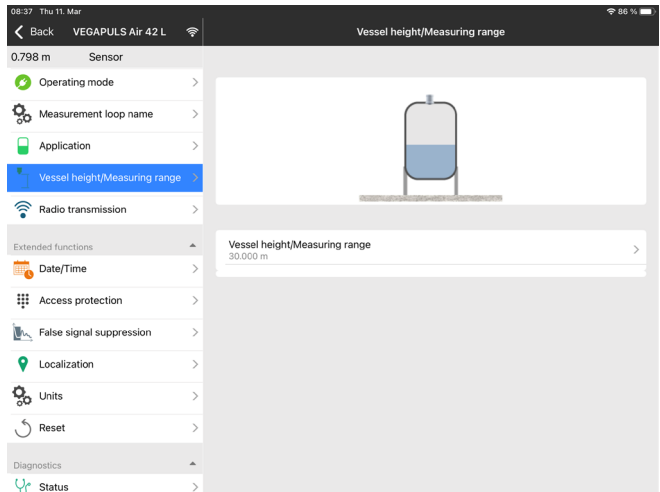 08:37 Thu 11. Mar
86 %
Back VEGAPULS Air 42 L
Vessel height/Measuring range
0.798 m Sensor
Operating mode
Measurement loop name
Application
Vessel height/Measuring range
Radio transmission
Extended functions
Date/Time
Access protection
False signal suppression
Localization
Units
Reset
Diagnostics
Status
Vessel height/Measuring range
30.000 m